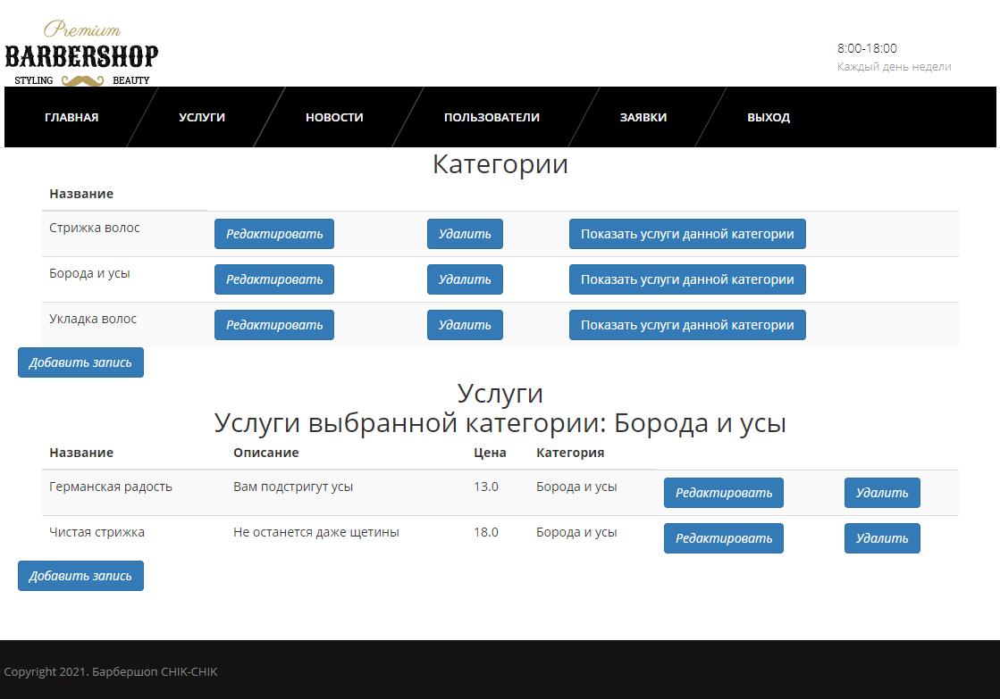 Premium
BARBERSHOP
STYLING BEAUTY
8:00-18:00
Каждый день недели
ГЛАВНАЯ УСЛУГИ НОВОСТИ ПОЛЬЗОВАТЕЛИ ЗАЯВКИ ВЫХОД
Категории
Название
Стрижка волос Редактировать Удалить Показать услуги данной категории
Борода и усы Редактировать Удалить Показать услуги данной категории
Укладка волос Редактировать Удалить Показать услуги данной категории
Добавить запись
Услуги
Услуги выбранной категории: Борода и усы
Название Описание Цена Категория
Германская радость Вам подстригут усы 13.0 Борода и усы Редактировать Удалить
Чистая стрижка Не останется даже щетины 18.0 Борода и усы Редактировать Удалить
Добавить запись
Copyright 2021. Барбершоп CHIK-CHIK